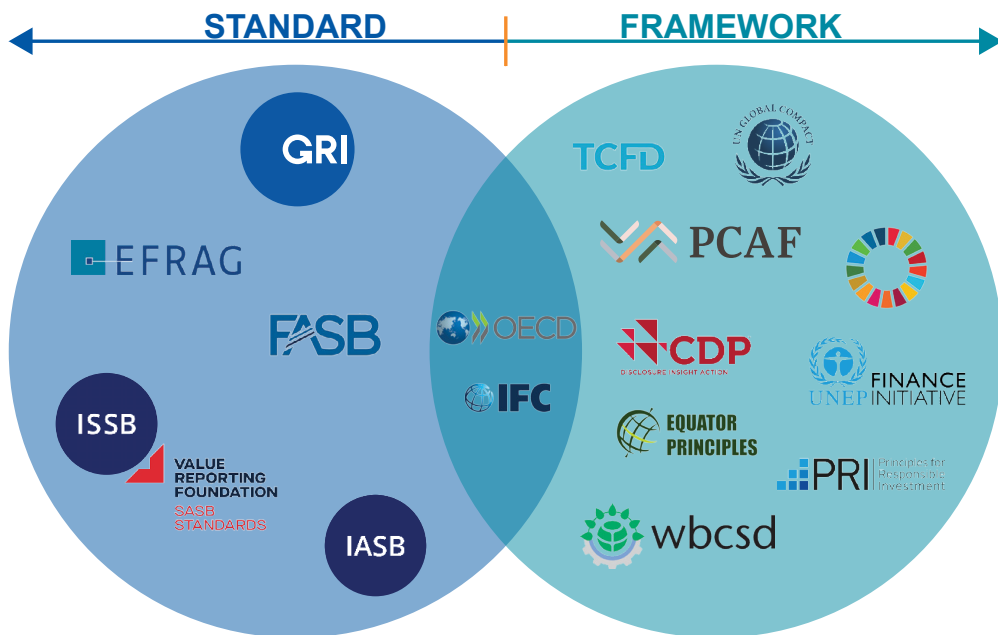 STANDARD
FRAMEWORK
GRI
EFRAG
FASB
ISSB
VALUE
REPORTING
FOUNDATION
SASB
STANDARDS
IASB
OECD
IFC
TCFD
UN GLOBAL COMPACT
PCAF
CDP
DISCLOSURE INSIGHT ACTION
UNEP
FINANCE
INITIATIVE
EQUATOR
PRINCIPLES
PRI
Principles for
Responsible
Investment
wbcsd